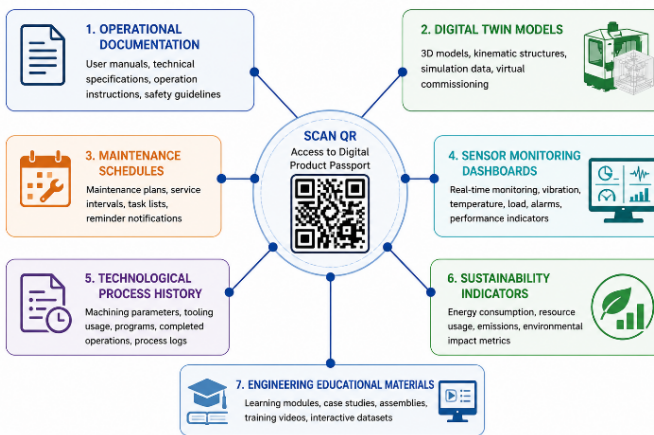 1. OPERATIONAL
DOCUMENTATION
User manuals, technical
specifications, operation
instructions, safety guidelines
2. DIGITAL TWIN MODELS
3D models, kinematic structures,
simulation data, virtual
commissioning
SCAN QR
Access to Digital
Product Passport
3. MAINTENANCE
SCHEDULES
Maintenance plans, service
intervals, task lists,
reminder notifications
4. SENSOR MONITORING
DASHBOARDS
Real-time monitoring, vibration,
temperature, load, alarms,
performance indicators
5. TECHNOLOGICAL
PROCESS HISTORY
Machining parameters, tooling
usage, programs, completed
operations, process logs
6. SUSTAINABILITY
INDICATORS
Energy consumption, resource
usage, emissions, environmental
impact metrics
7. ENGINEERING EDUCATIONAL MATERIALS
Learning modules, case studies, assemblies,
training videos, interactive datasets